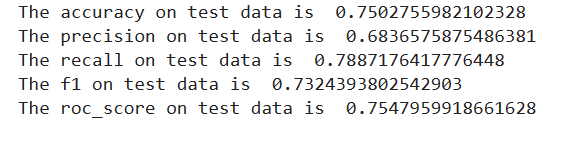 The accuracy on test data is  0.7502755982102328
The precision on test data is  0.6836575875486381
The recall on test data is  0.7887176417776448
The f1 on test data is  0.7324393802542903
The roc_score on test data is  0.7547959918661628